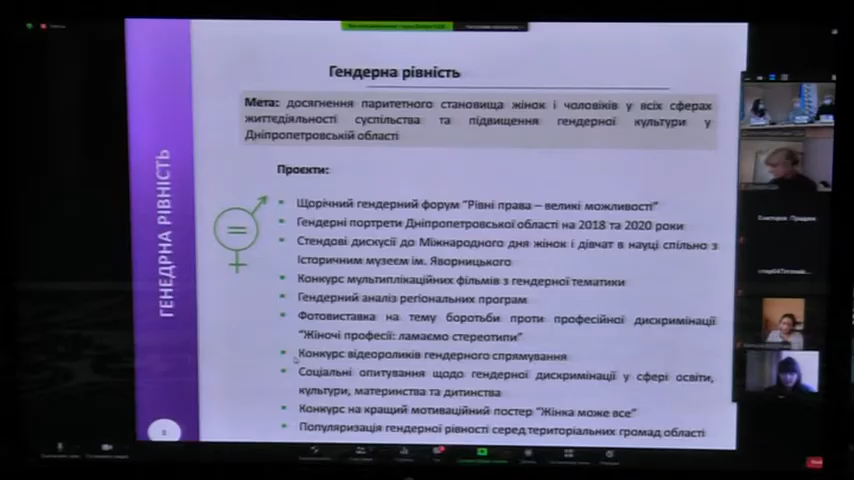 Гендерна рівність
Мета: досягнення паритетного становища жінок і чоловіків у всіх сферах
життєдіяльності суспільства та підвищення гендерної культури у
Дніпропетровській області
ГЕНЕДРНА РІВНІСТЬ
Проєкти:
Щорічний гендерний форум "Рівні права – великі можливості"
Гендерні портрети Дніпропетровської області на 2018 та 2020 роки
Стендові дискусії до Міжнародного дня жінок і дівчат в науці спільно з
Історичним музеєм ім. Яворницького
Конкурс мультиплікаційних фільмів з гендерної тематики
Гендерний аналіз регіональних програм
Фотовиставка на тему боротьби проти професійної дискримінації
"Жіночі професії: ламаємо стереотипи"
Конкурс відеороликів гендерного спрямування
Соціальні опитування щодо гендерної дискримінації у сфері освіти,
культури, материнства та дитинства
Конкурс на кращий мотиваційний постер "Жінка може все"
Популяризація гендерної рівності серед територіальних громад області